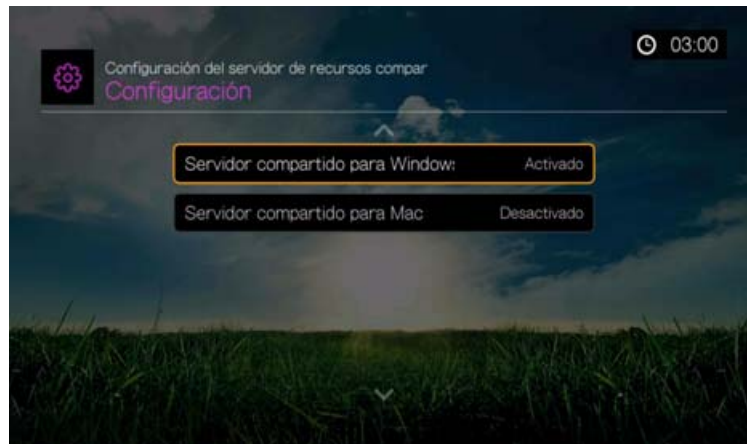 03:00
Configuración del servidor de recursos compar
Configuración
Servidor compartido para Window
Activado
Servidor compartido para Mac
Desactivado